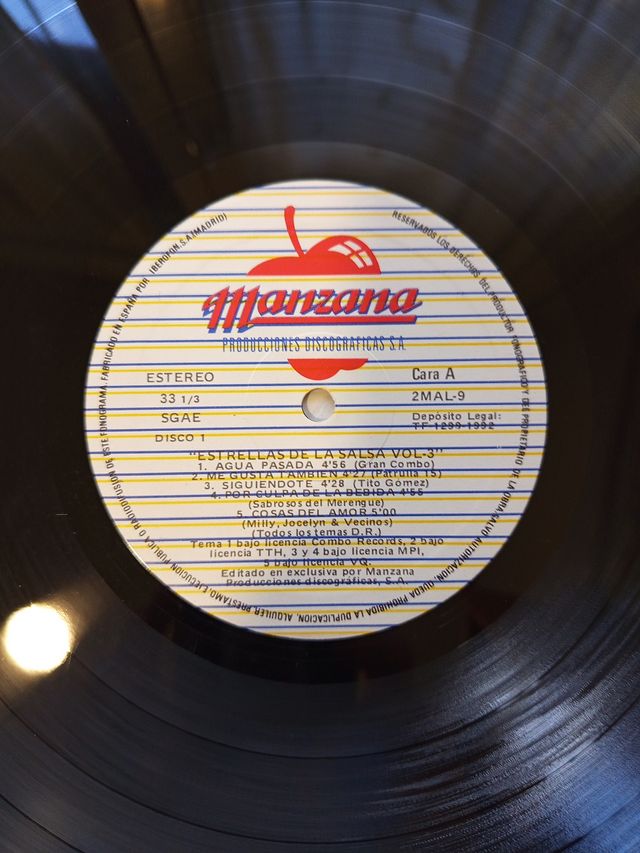 Manzana
PRODUCCIONES DISCOGRAFICAS S.A.
ESTEREO
33 1/3
SGAE
DISCO 1
Cara A
2MAL-9
Depósito Legal:
TF 1299-1992
"ESTRELLAS DE LA SALSA VOL-3"
1. AGUA PASADA 4'56 (Gran Combo)
2. ME GUSTA TAMBIEN 4'27 (Patrulla 15)
3. SIGUIENDOTE 4'28 (Tito Gómez)
4. POR CULPA DE LA BEBIDA 4'56
(Sabrosos del Merengue)
5. COSAS DEL AMOR 5'00
(Milly, Jocelyn & Vecinos)
(Todos los temas D.R.)
Tema 1 bajo licencia Combo Records, 2 bajo
licencia TTH, 3 y 4 bajo licencia MPI,
5 bajo licencia VQ.
Editado en exclusiva por Manzana
Producciones discográficas, S.A.
RESERVADOS LOS DERECHOS DEL PRODUCTOR FONOGRAFICO Y DEL PROPIETARIO DE LA OBRA. SALVO AUTORIZACION, QUEDA PROHIBIDA LA DUPLICACION, ALQUILER, PRESTAMO, EJECUCION PUBLICA O RADIODIFUSION DE ESTE FONOGRAMA. FABRICADO EN ESPAÑA POR IBEROFON, S.A. (MADRID)